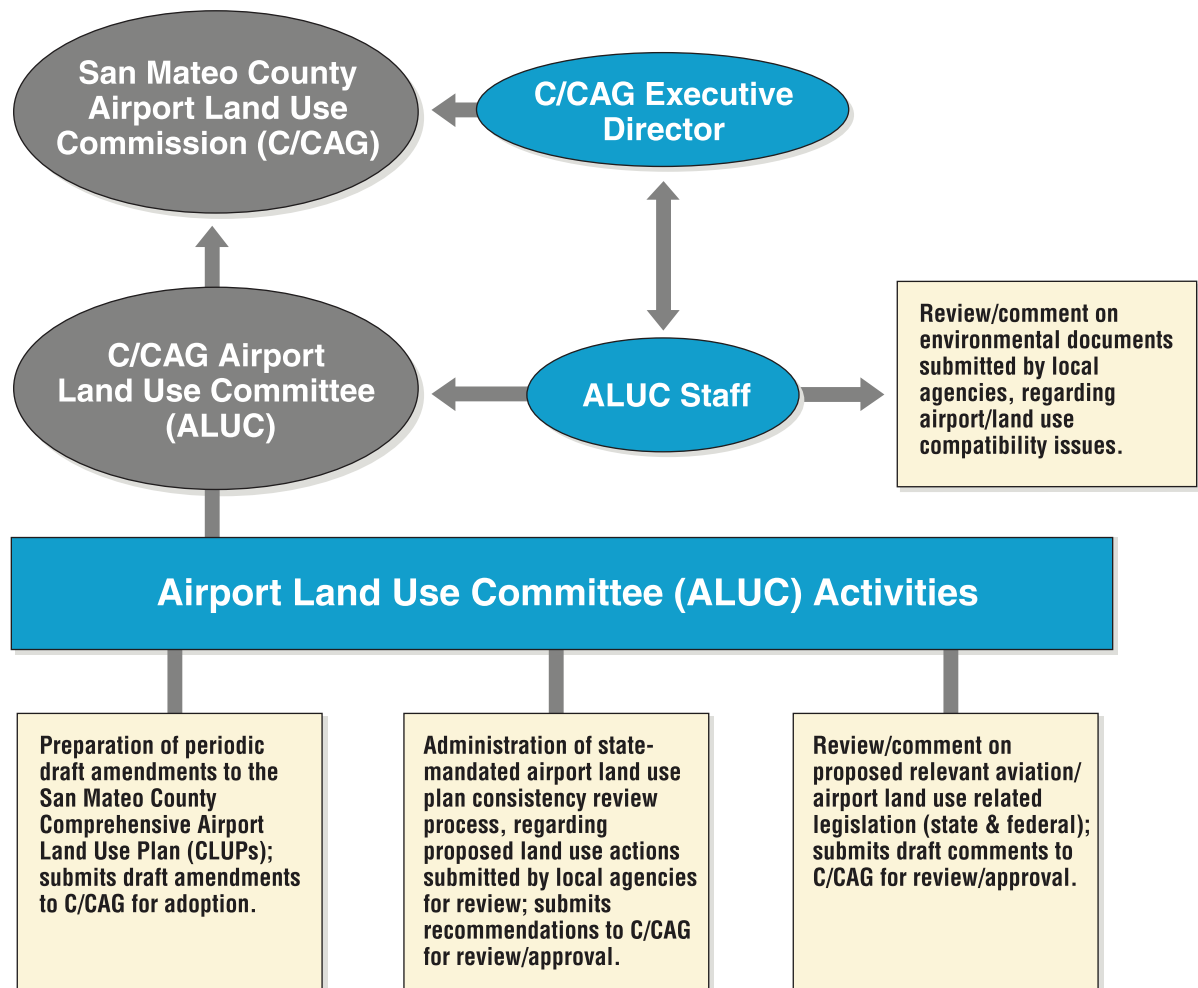 San Mateo County
Airport Land Use
Commission (C/CAG)
C/CAG Executive
Director
C/CAG Airport
Land Use Committee
(ALUC)
ALUC Staff
Review/comment on
environmental documents
submitted by local
agencies, regarding
airport/land use
compatibility issues.
Airport Land Use Committee (ALUC) Activities
Preparation of periodic
draft amendments to the
San Mateo County
Comprehensive Airport
Land Use Plan (CLUPs);
submits draft amendments
to C/CAG for adoption.
Administration of state-
mandated airport land use
plan consistency review
process, regarding
proposed land use actions
submitted by local agencies
for review; submits
recommendations to C/CAG
for review/approval.
Review/comment on
proposed relevant aviation/
airport land use related
legislation (state & federal);
submits draft comments to
C/CAG for review/approval.